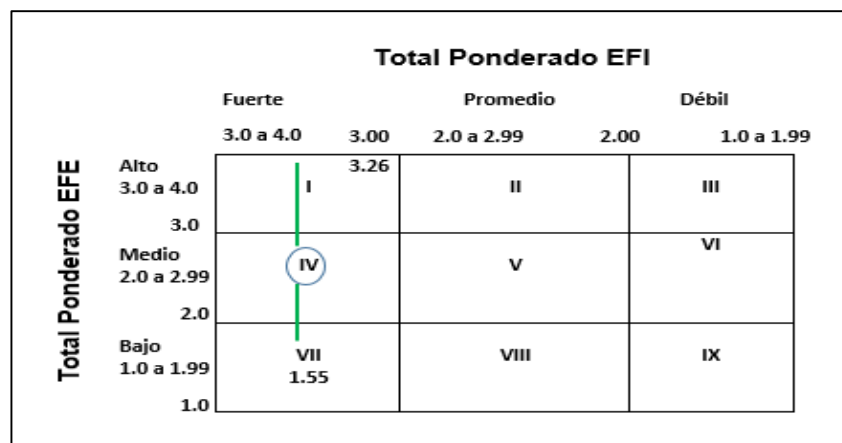 Total Ponderado EFI
Fuerte Promedio Débil
3.0 a 4.0 3.00 2.0 a 2.99 2.00 1.0 a 1.99
Total Ponderado EFE
Alto
3.0 a 4.0
3.0
3.26
I II III
Medio
2.0 a 2.99
2.0
IV V VI
Bajo
1.0 a 1.99
1.0
VII VIII IX
1.55